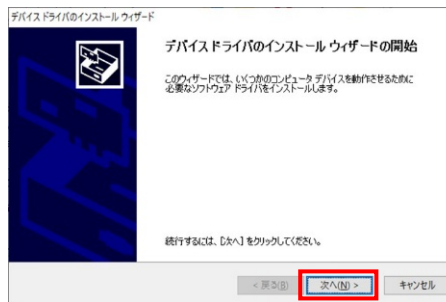 デバイス ドライバのインストール ウィザード
デバイス ドライバのインストール ウィザードの開始
このウィザードでは、いくつかのコンピュータ デバイスを動作させるために
必要なソフトウェア ドライバをインストールします。
続行するには、[次へ] をクリックしてください。
< 戻る(B)
次へ(N) >
キャンセル